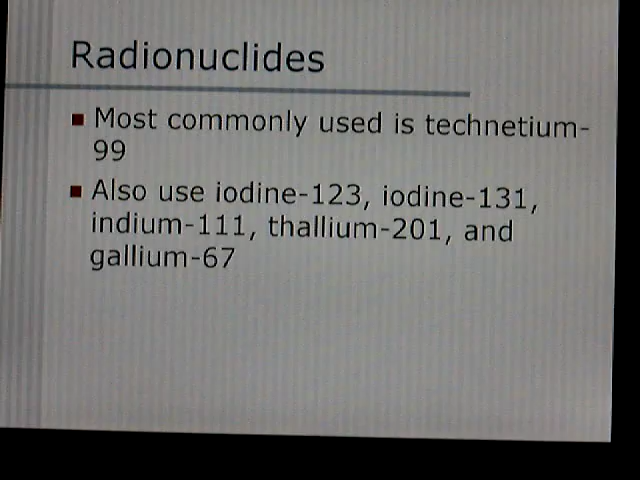 Radionuclides
Most commonly used is technetium-
99
Also use iodine-123, iodine-131,
indium-111, thallium-201, and
gallium-67